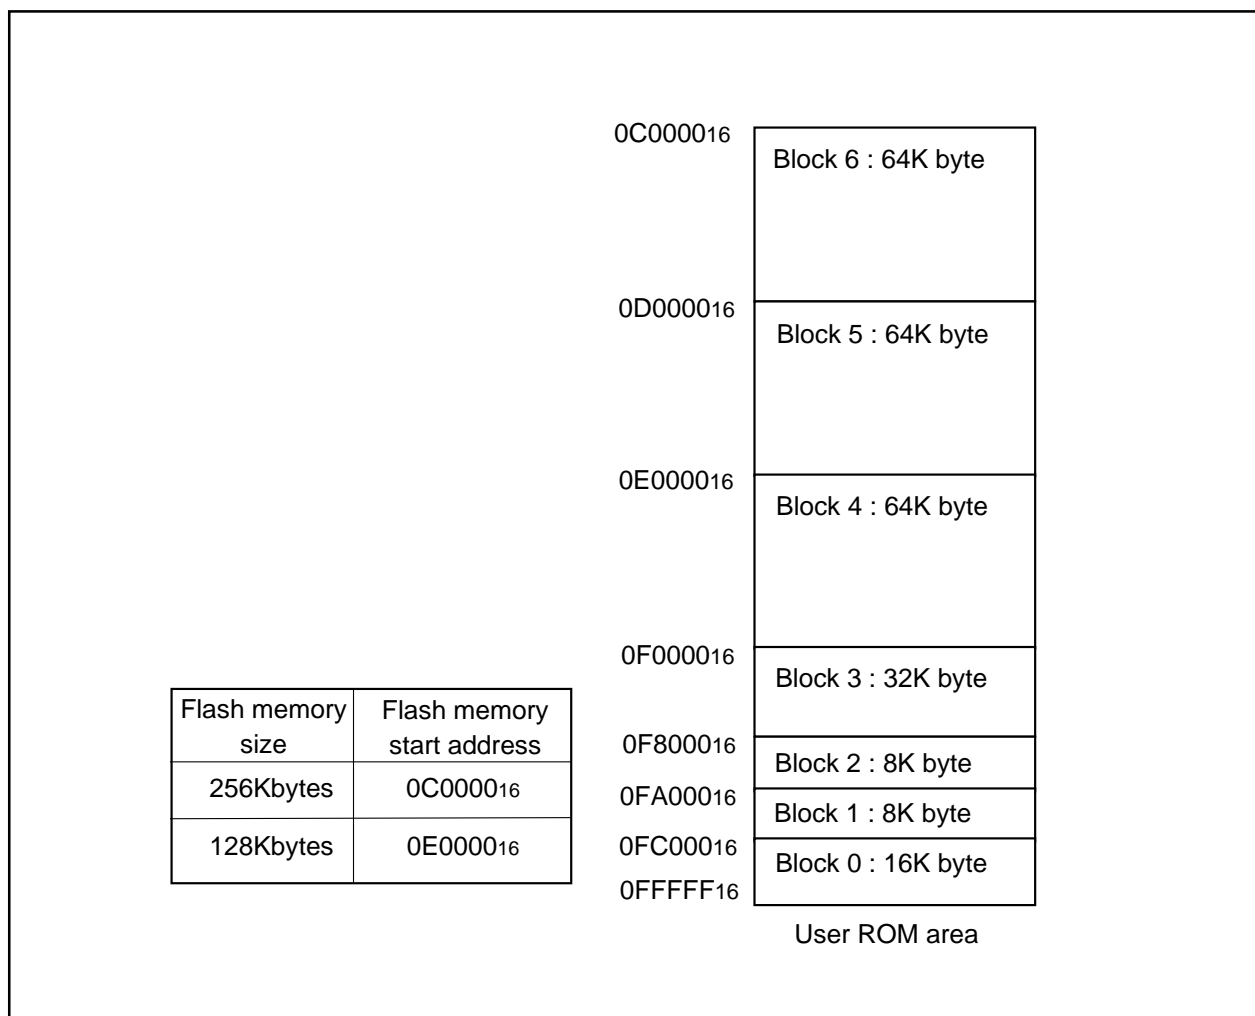 0C000016
Block 6 : 64K byte
0D000016
Block 5 : 64K byte
0E000016
Block 4 : 64K byte
0F000016
Block 3 : 32K byte
0F800016
Block 2 : 8K byte
0FA00016
Block 1 : 8K byte
0FC00016
Block 0 : 16K byte
0FFFFF16
User ROM area
Flash memory
size
Flash memory
start address
256Kbytes
0C000016
128Kbytes
0E000016